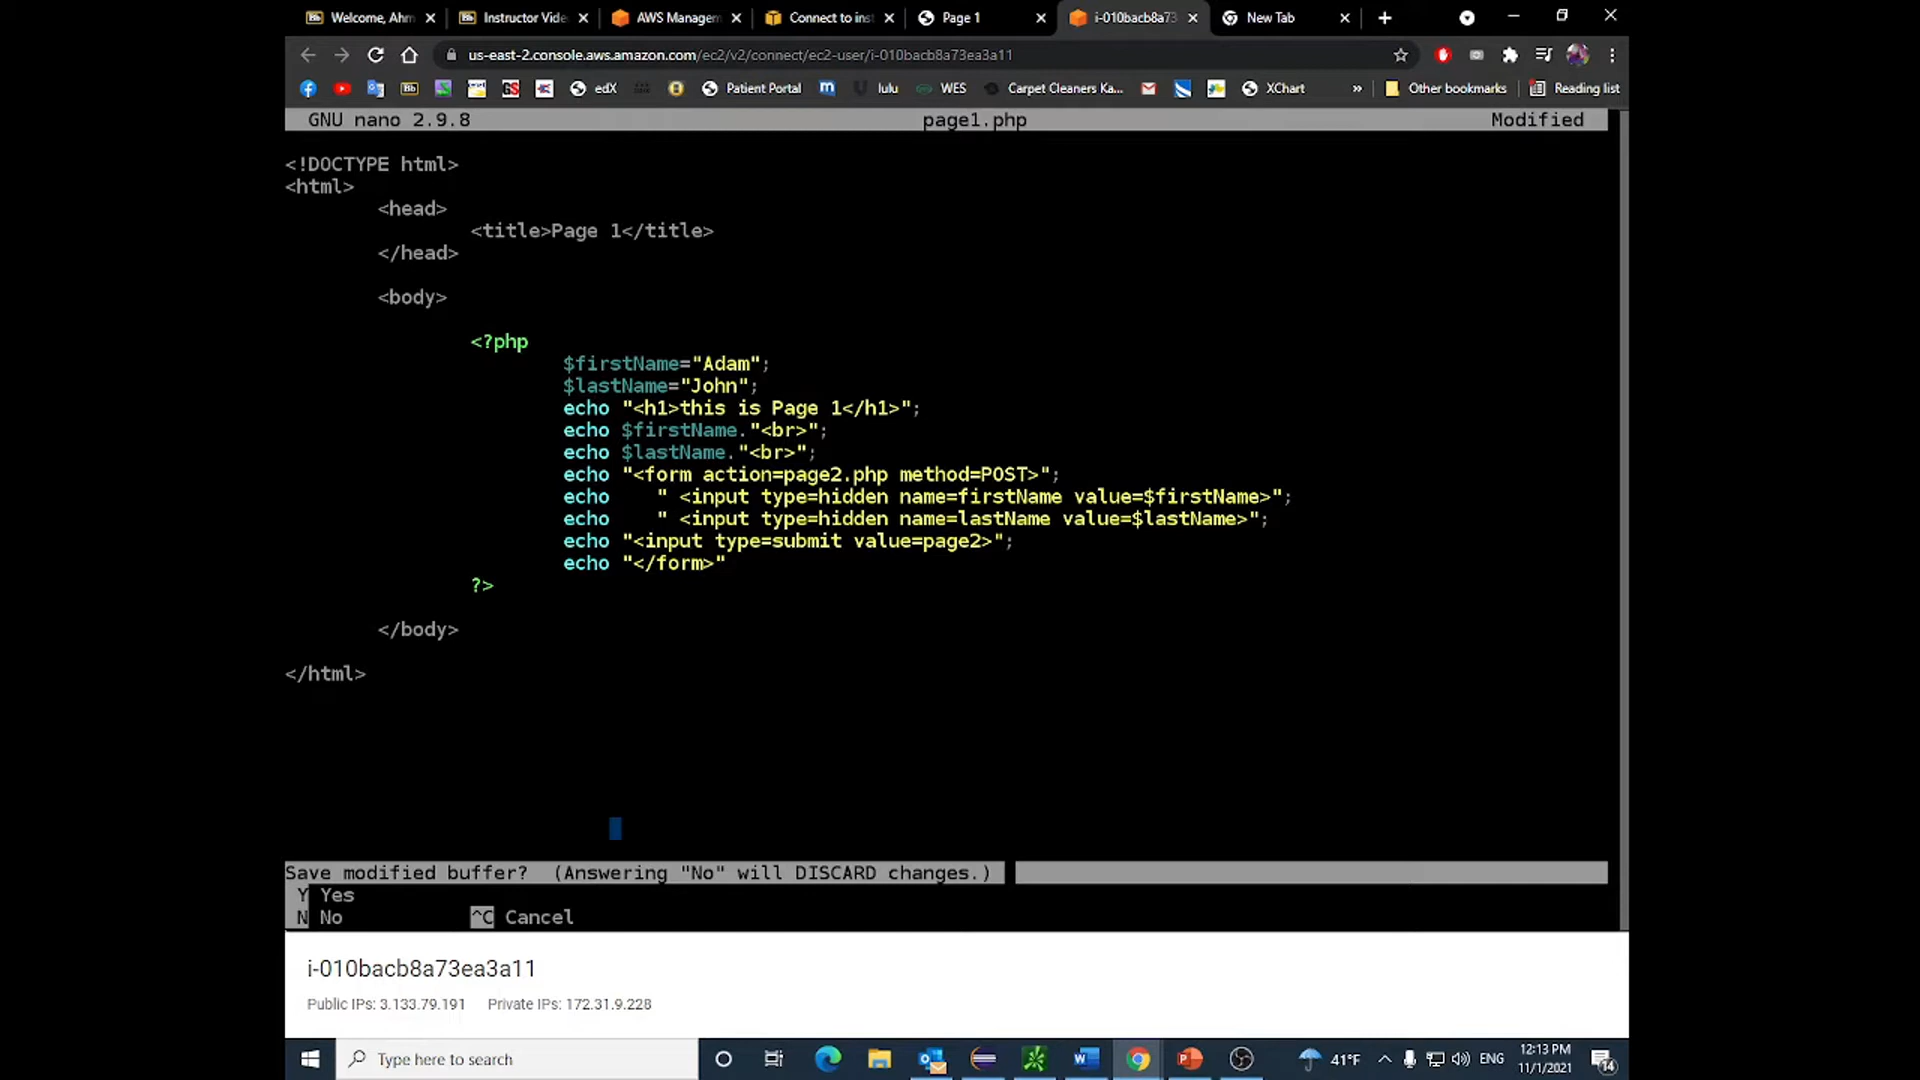 Welcome, Ahm
Instructor Vide
AWS Managem
Connect to inst
Page 1
i-010bacb8a73
New Tab
us-east-2.console.aws.amazon.com/ec2/v2/connect/ec2-user/i-010bacb8a73ea3a11
edX
Patient Portal
lulu
WES
Carpet Cleaners Ka...
XChart
»
Other bookmarks
Reading list
GNU nano 2.9.8 page1.php Modified
<!DOCTYPE html>
<html>
<head>
<title>Page 1</title>
</head>
<body>
<?php
$firstName="Adam";
$lastName="John";
echo "<h1>this is Page 1</h1>";
echo $firstName."<br>";
echo $lastName."<br>";
echo "<form action=page2.php method=POST>";
echo " <input type=hidden name=firstName value=$firstName>";
echo " <input type=hidden name=lastName value=$lastName>";
echo "<input type=submit value=page2>";
echo "</form>"
?>
</body>
</html>
Save modified buffer? (Answering "No" will DISCARD changes.)
Y Yes
N No ^C Cancel
i-010bacb8a73ea3a11
Public IPs: 3.133.79.191 Private IPs: 172.31.9.228
Type here to search
41°F
ENG
12:13 PM
11/1/2021
14